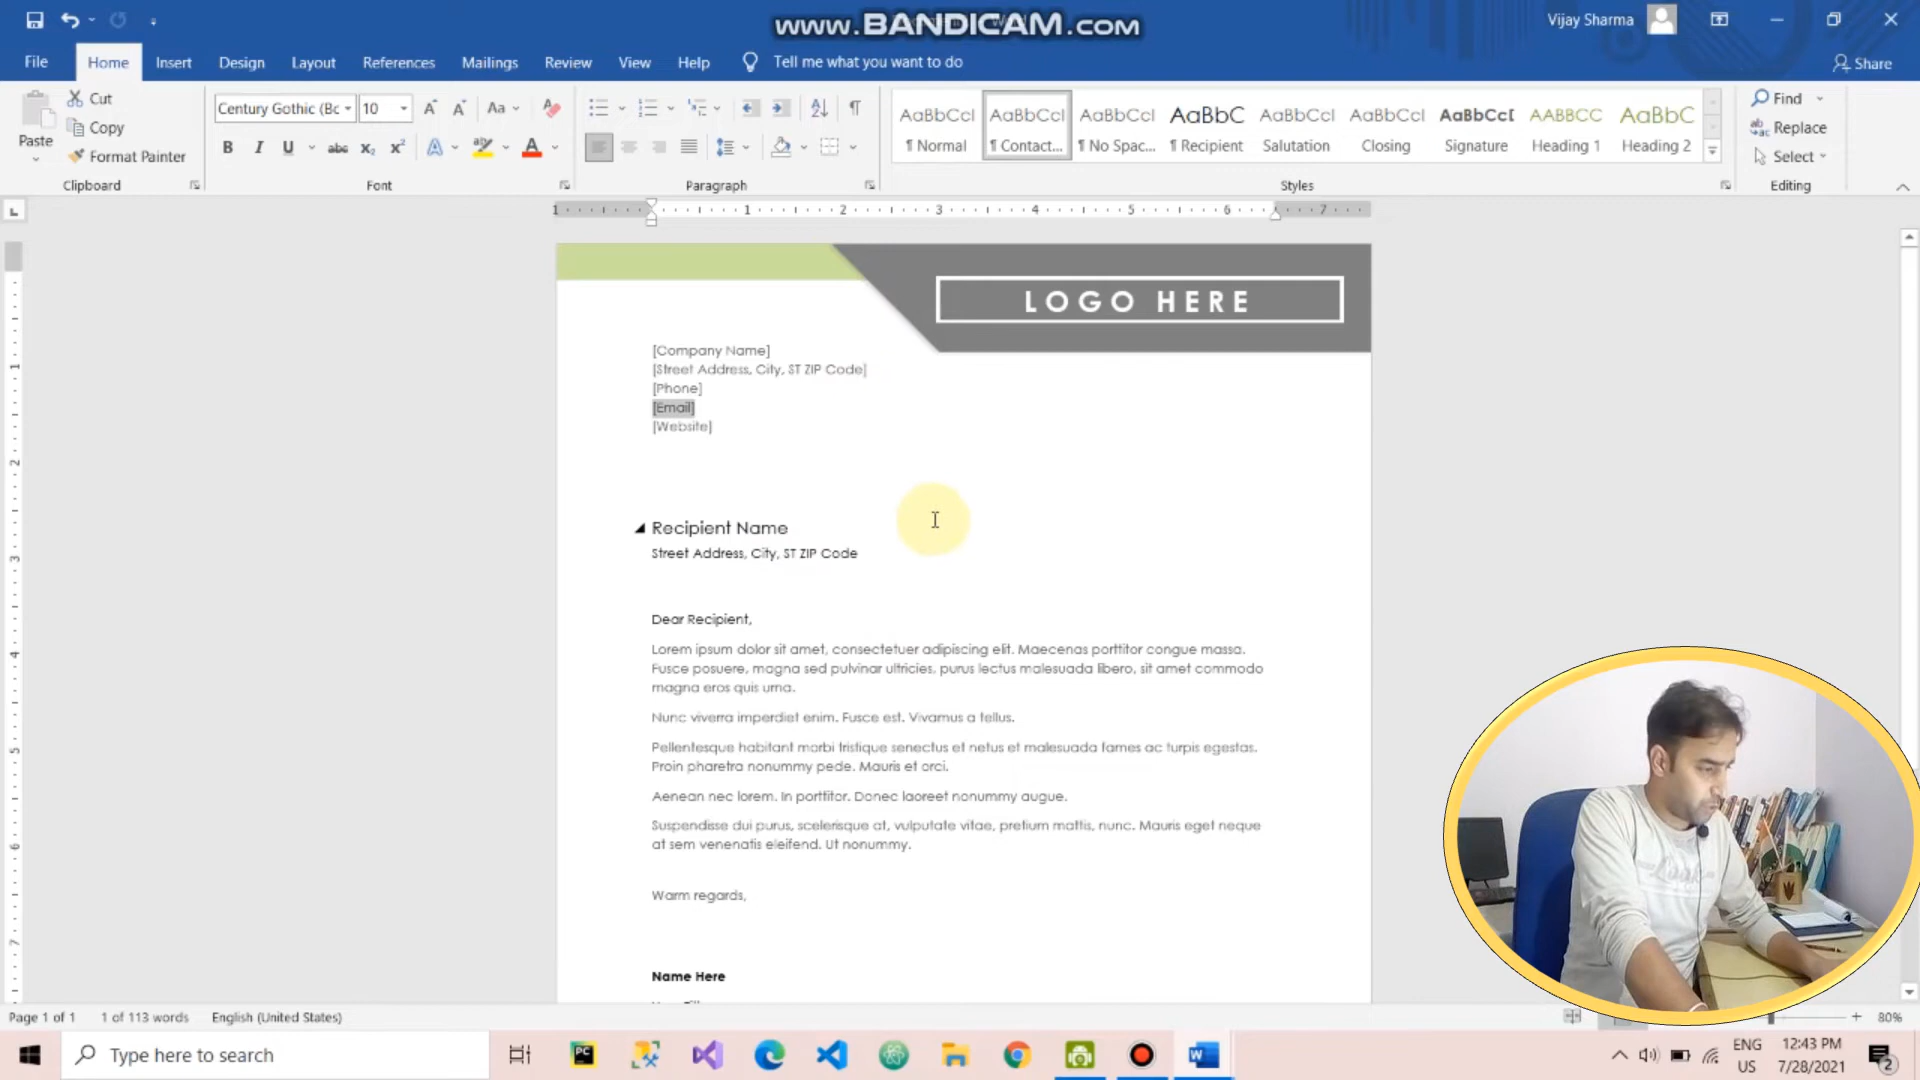 www.BANDICAM.com
Vijay Sharma
File Home Insert Design Layout References Mailings Review View Help Tell me what you want to do Share
Paste
Cut
Copy
Format Painter
Clipboard
Century Gothic (Bc 10
Font
Paragraph
AaBbCcI AaBbCcI AaBbCcI AaBbC AaBbCcI AaBbCcI AaBbCcD AABBCC AaBbC
¶ Normal ¶ Contact... ¶ No Spac... ¶ Recipient Salutation Closing Signature Heading 1 Heading 2
Styles
Find
Replace
Select
Editing
1 1 2 3 4 5 6 7
LOGO HERE
[Company Name]
[Street Address, City, ST ZIP Code]
[Phone]
[Email]
[Website]
Recipient Name
Street Address, City, ST ZIP Code
Dear Recipient,
Lorem ipsum dolor sit amet, consectetuer adipiscing elit. Maecenas porttitor congue massa.
Fusce posuere, magna sed pulvinar ultricies, purus lectus malesuada libero, sit amet commodo
magna eros quis urna.
Nunc viverra imperdiet enim. Fusce est. Vivamus a tellus.
Pellentesque habitant morbi tristique senectus et netus et malesuada fames ac turpis egestas.
Proin pharetra nonummy pede. Mauris et orci.
Aenean nec lorem. In porttitor. Donec laoreet nonummy augue.
Suspendisse dui purus, scelerisque at, vulputate vitae, pretium mattis, nunc. Mauris eget neque
at sem venenatis eleifend. Ut nonummy.
Warm regards,
Name Here
Page 1 of 1 1 of 113 words English (United States) 80%
Type here to search
ENG
US
12:43 PM
7/28/2021
2